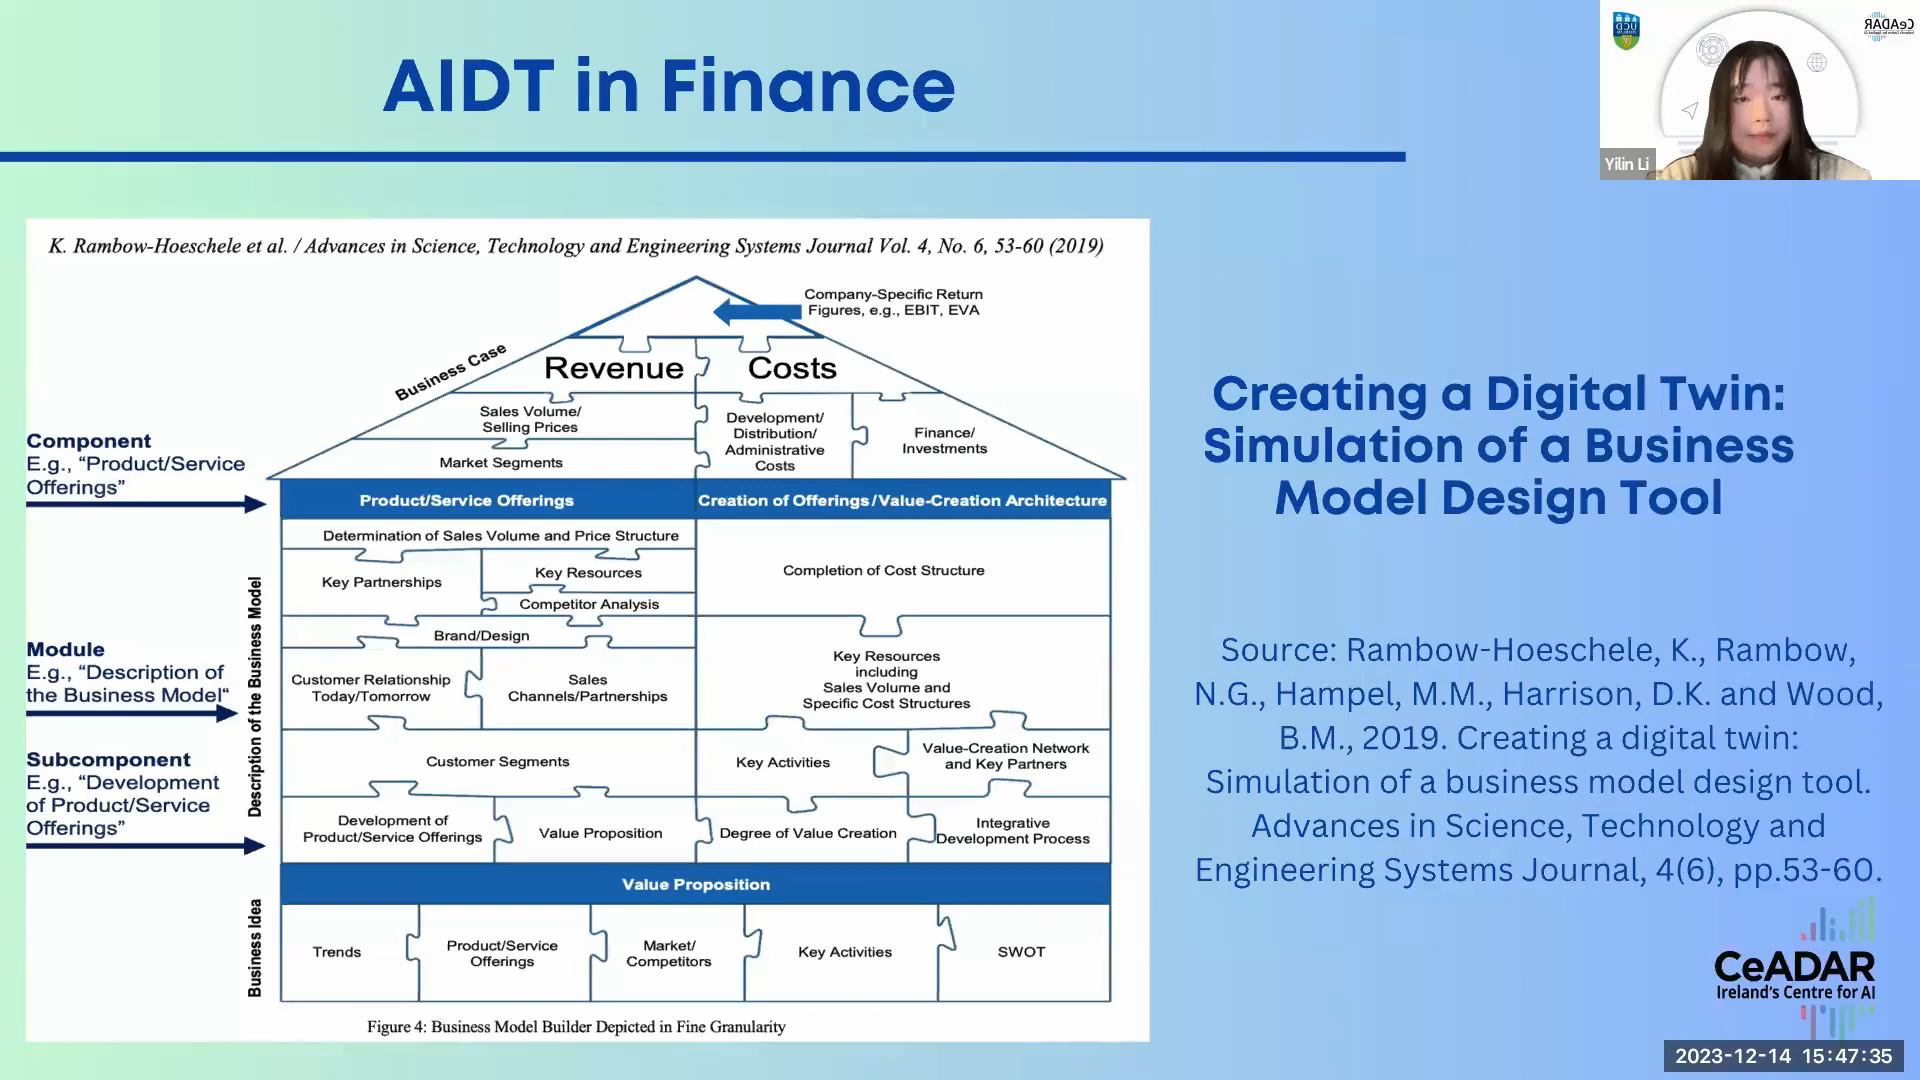 AIDT in Finance
UCD
DUBLIN
CeADAR
Yilin Li
K. Rambow-Hoeschele et al. / Advances in Science, Technology and Engineering Systems Journal Vol. 4, No. 6, 53-60 (2019)
Company-Specific Return
Figures, e.g., EBIT, EVA
Business Case
Revenue
Costs
Sales Volume/
Selling Prices
Market Segments
Development/
Distribution/
Administrative
Costs
Finance/
Investments
Component
E.g., “Product/Service
Offerings”
Product/Service Offerings
Creation of Offerings/Value-Creation Architecture
Determination of Sales Volume and Price Structure
Key Partnerships
Key Resources
Competitor Analysis
Completion of Cost Structure
Brand/Design
Module
E.g., “Description of
the Business Model“
Description of the Business Model
Customer Relationship
Today/Tomorrow
Sales
Channels/Partnerships
Key Resources
including
Sales Volume and
Specific Cost Structures
Subcomponent
E.g., “Development
of Product/Service
Offerings”
Customer Segments
Key Activities
Value-Creation Network
and Key Partners
Development of
Product/Service Offerings
Value Proposition
Degree of Value Creation
Integrative
Development Process
Value Proposition
Business Idea
Trends
Product/Service
Offerings
Market/
Competitors
Key Activities
SWOT
Figure 4: Business Model Builder Depicted in Fine Granularity
Creating a Digital Twin:
Simulation of a Business
Model Design Tool
Source: Rambow-Hoeschele, K., Rambow,
N.G., Hampel, M.M., Harrison, D.K. and Wood,
B.M., 2019. Creating a digital twin:
Simulation of a business model design tool.
Advances in Science, Technology and
Engineering Systems Journal, 4(6), pp.53-60.
CeADAR
Ireland's Centre for AI
2023-12-14 15:47:35